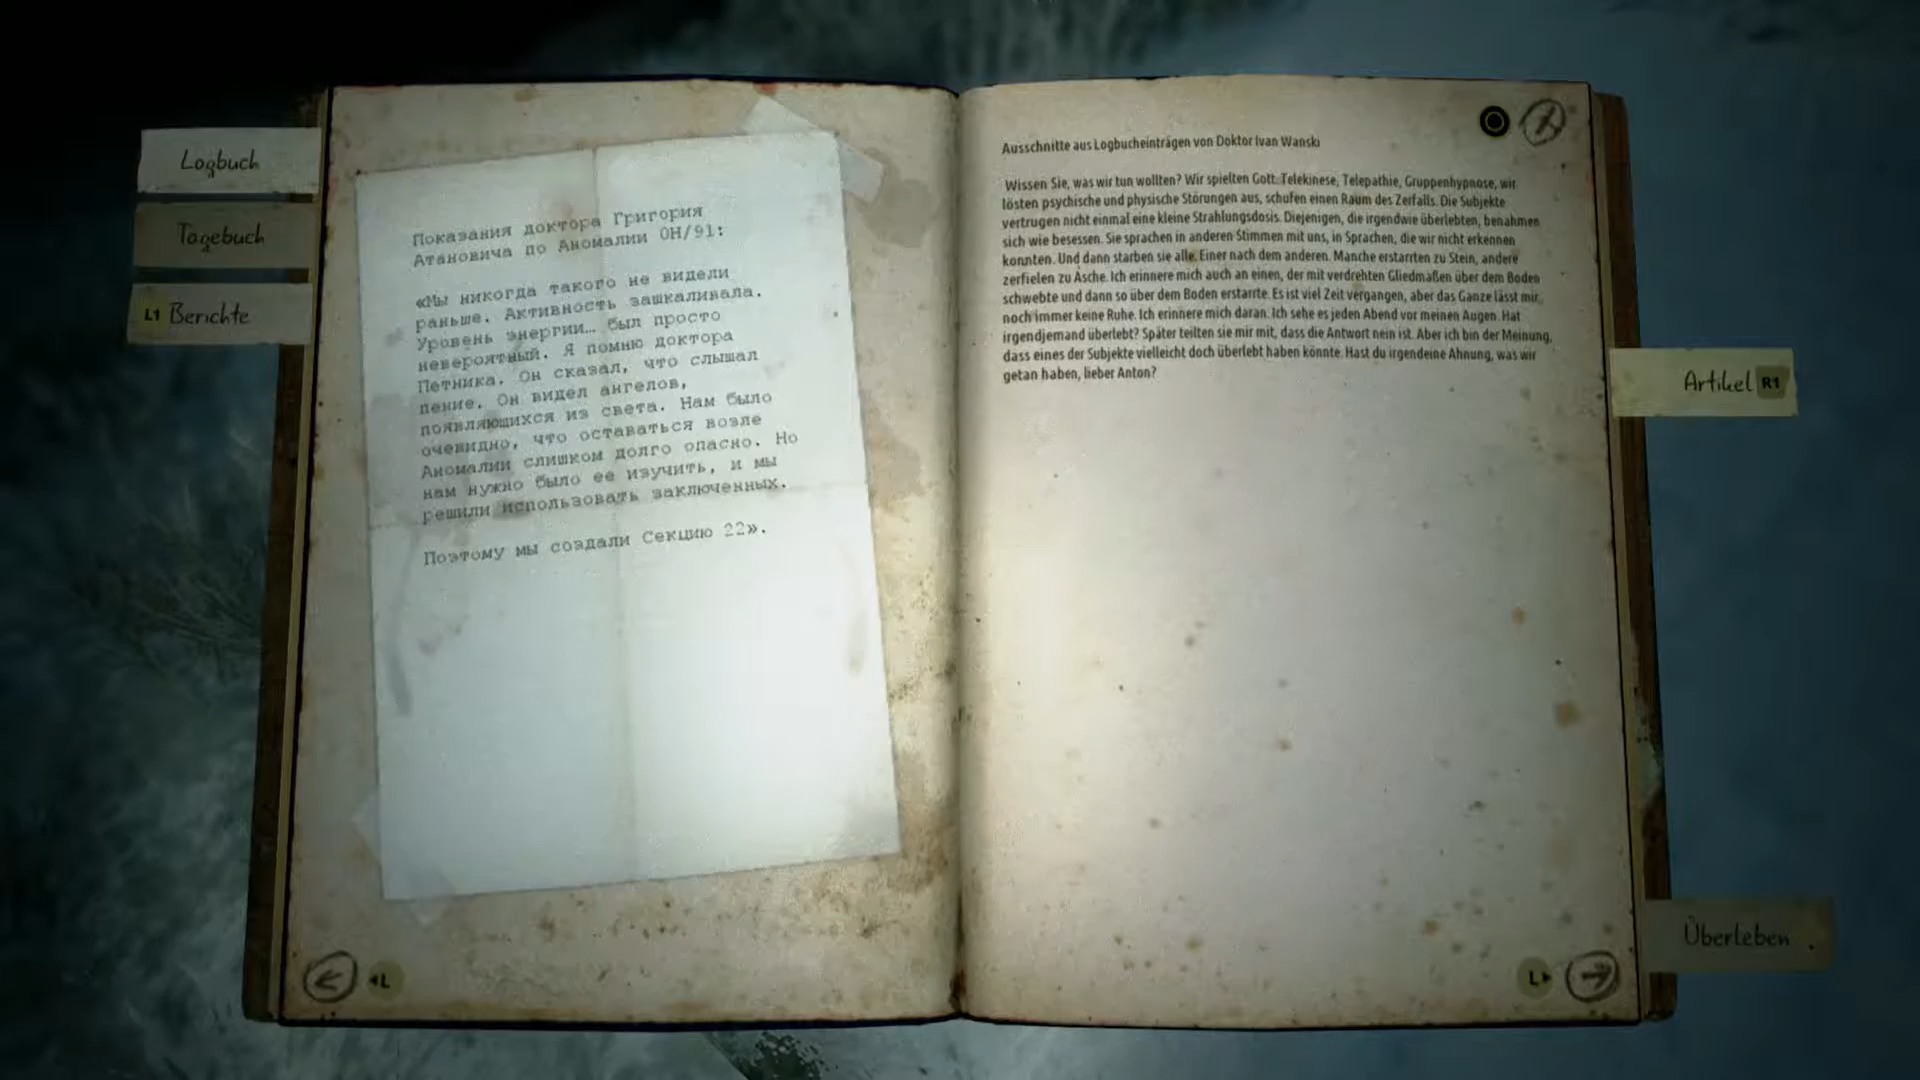 Logbuch
Tagebuch
L1 Berichte
Показания доктора Григория
Атановича по Аномалии ОН/91:
«Мы никогда такого не видели
раньше. Активность зашкаливала.
Уровень энергии… был просто
невероятный. Я помню доктора
Петника. Он сказал, что слышал
пение. Он видел ангелов,
появляющихся из света. Нам было
очевидно, что оставаться возле
Аномалии слишком долго опасно. Но
нам нужно было ее изучить, и мы
решили использовать заключенных.
Поэтому мы создали Секцию 22».
L
Ausschnitte aus Logbucheinträgen von Doktor Ivan Wanski
Wissen Sie, was wir tun wollten? Wir spielten Gott. Telekinese, Telepathie, Gruppenhypnose, wir
lösten psychische und physische Störungen aus, schufen einen Raum des Zerfalls. Die Subjekte
vertrugen nicht einmal eine kleine Strahlungsdosis. Diejenigen, die irgendwie überlebten, benahmen
sich wie besessen. Sie sprachen in anderen Stimmen mit uns, in Sprachen, die wir nicht erkennen
konnten. Und dann starben sie alle. Einer nach dem anderen. Manche erstarrten zu Stein, andere
zerfielen zu Asche. Ich erinnere mich auch an einen, der mit verdrehten Gliedmaßen über dem Boden
schwebte und dann so über dem Boden erstarrte. Es ist viel Zeit vergangen, aber das Ganze lässt mir
noch immer keine Ruhe. Ich erinnere mich daran. Ich sehe es jeden Abend vor meinen Augen. Hat
irgendjemand überlebt? Später teilten sie mir mit, dass die Antwort nein ist. Aber ich bin der Meinung,
dass eines der Subjekte vielleicht doch überlebt haben könnte. Hast du irgendeine Ahnung, was wir
getan haben, lieber Anton?
Artikel R1
Überleben
L